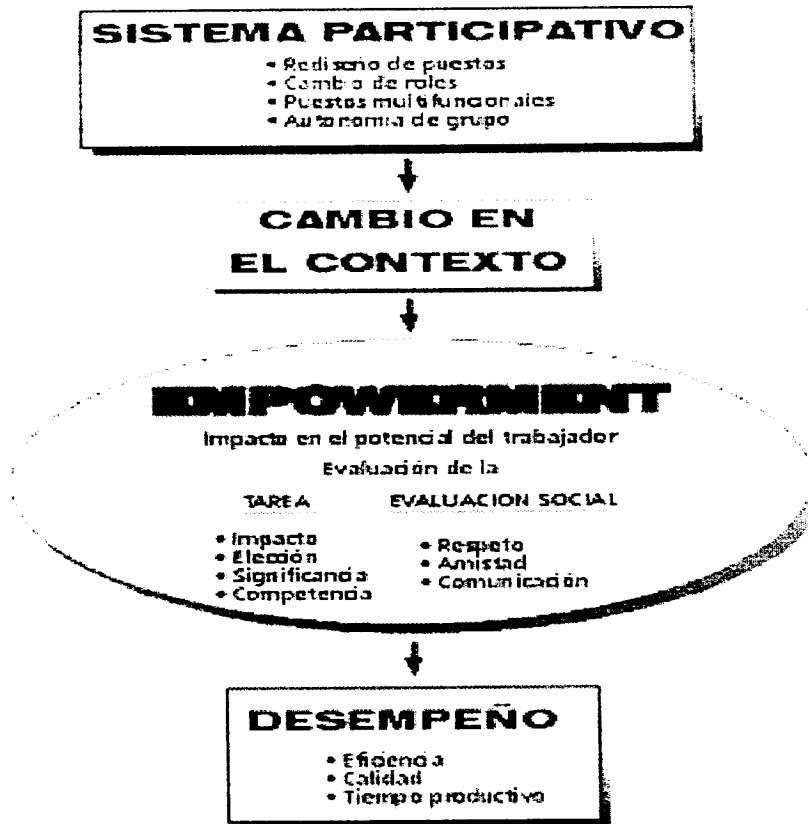 SISTEMA PARTICIPATIVO
• Rediseño de puestos
• Cambio de roles
• Puestos multifuncionales
• Autonomía de grupo
CAMBIO EN
EL CONTEXTO
EMPOWERMENT
Impacto en el potencial del trabajador
Evaluación de la
TAREA
• Impacto
• Elección
• Significancia
• Competencia
EVALUACION SOCIAL
• Respeto
• Amistad
• Comunicación
DESEMPEÑO
• Eficiencia
• Calidad
• Tiempo productivo